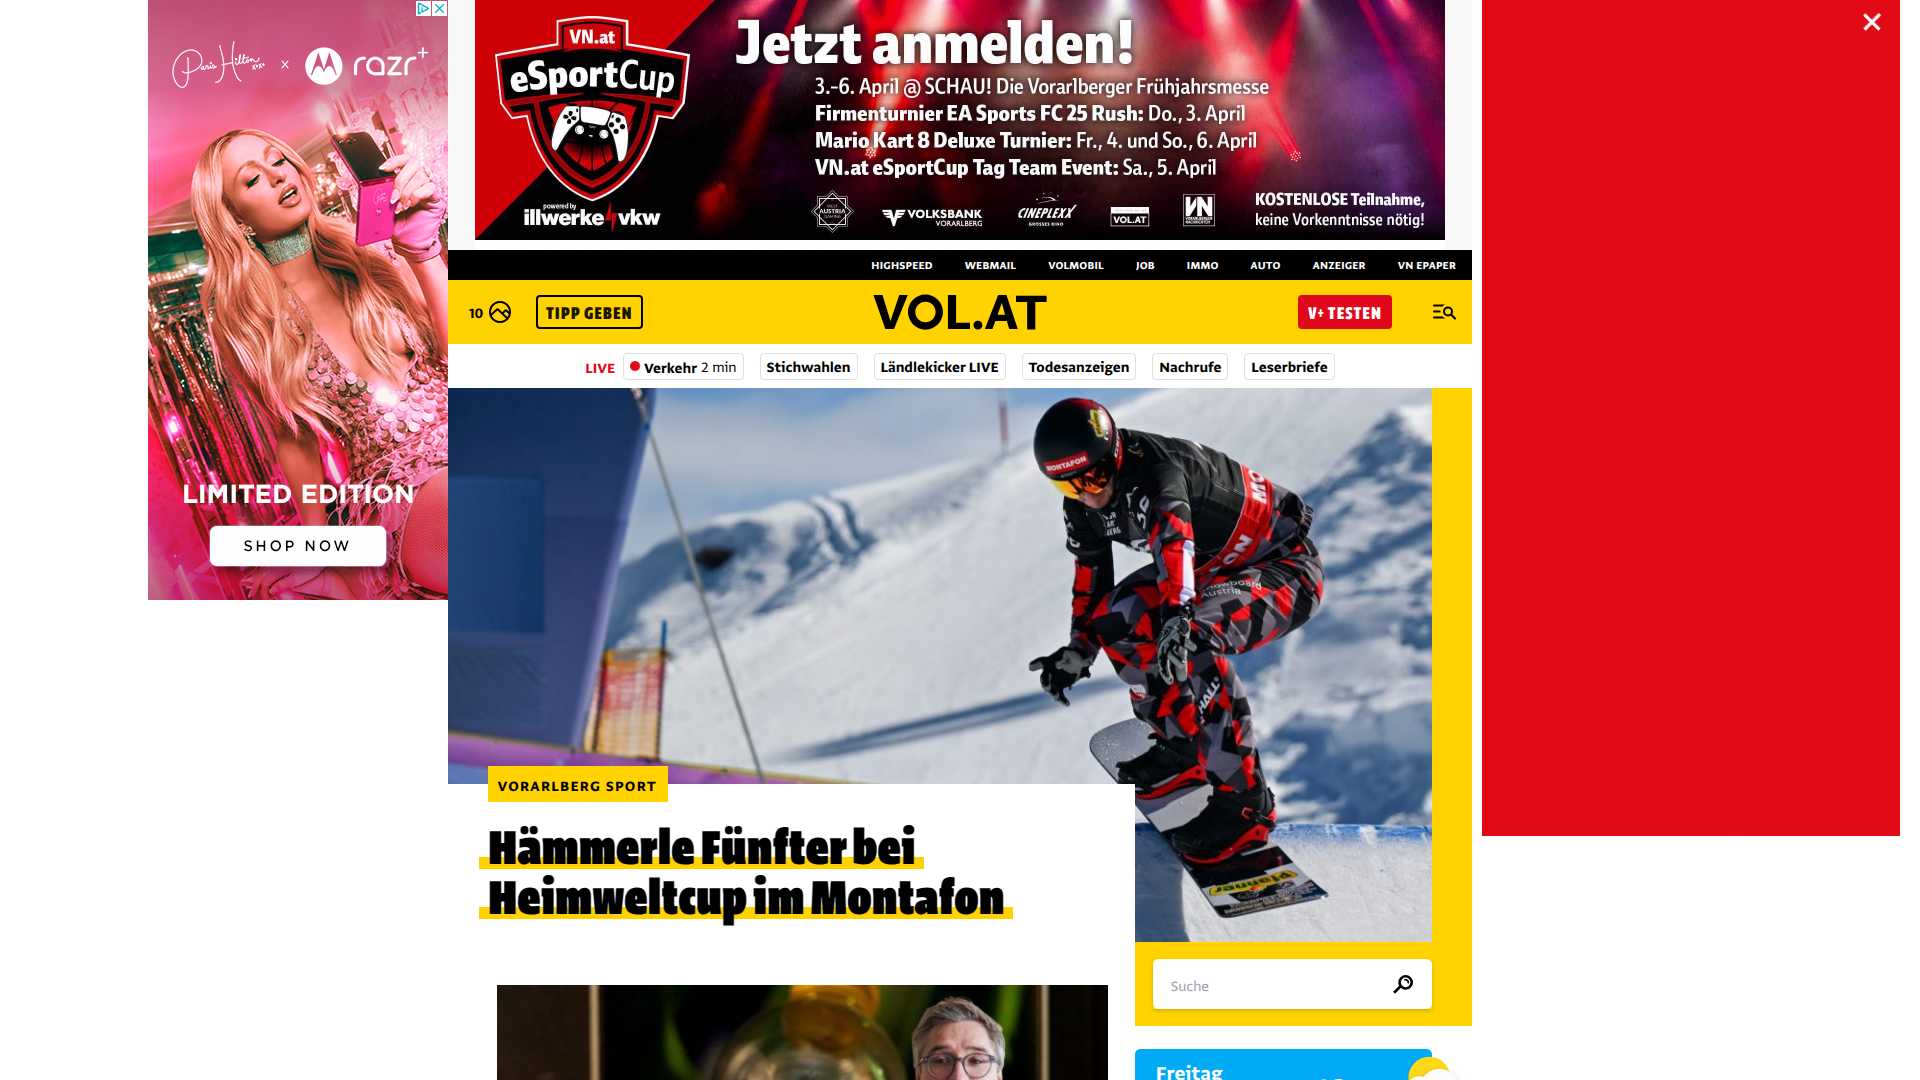 Paris Hilton x razr+
LIMITED EDITION
SHOP NOW
VN.at
eSportCup
powered by
illwerke vkw
Jetzt anmelden!
3.-6. April @ SCHAU! Die Vorarlberger Frühjahrsmesse
Firmenturnier EA Sports FC 25 Rush: Do., 3. April
Mario Kart 8 Deluxe Turnier: Fr., 4. und So., 6. April
VN.at eSportCup Tag Team Event: Sa., 5. April
AUSTRIA
VOLKSBANK
VORARLBERG
CINEPLEXX
VOL.AT
VN
KOSTENLOSE Teilnahme,
keine Vorkenntnisse nötig!
HIGHSPEED WEBMAIL VOLMOBIL JOB IMMO AUTO ANZEIGER VN EPAPER
10 TIPP GEBEN VOL.AT V+ TESTEN
LIVE Verkehr 2 min Stichwahlen Ländlekicker LIVE Todesanzeigen Nachrufe Leserbriefe
MONTAFON
VORARLBERG SPORT
Hämmerle Fünfter bei
Heimweltcup im Montafon
pfanner
Suche
Freitag